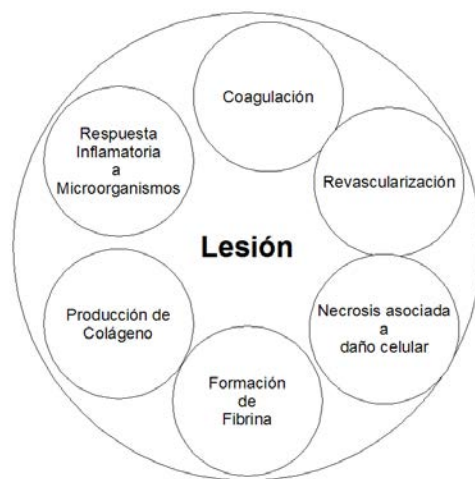 Coagulación
Respuesta
Inflamatoria
a
Microorganismos
Revascularización
Lesión
Producción de
Colágeno
Necrosis asociada
a
daño celular
Formación
de
Fibrina